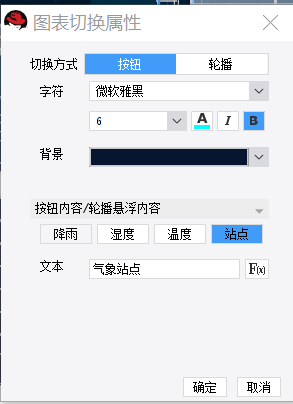 图表切换属性
切换方式 按钮 轮播
字符 微软雅黑
6 A I B
背景
按钮内容/轮播悬浮内容
降雨 湿度 温度 站点
文本 气象站点 F(x)
确定 取消